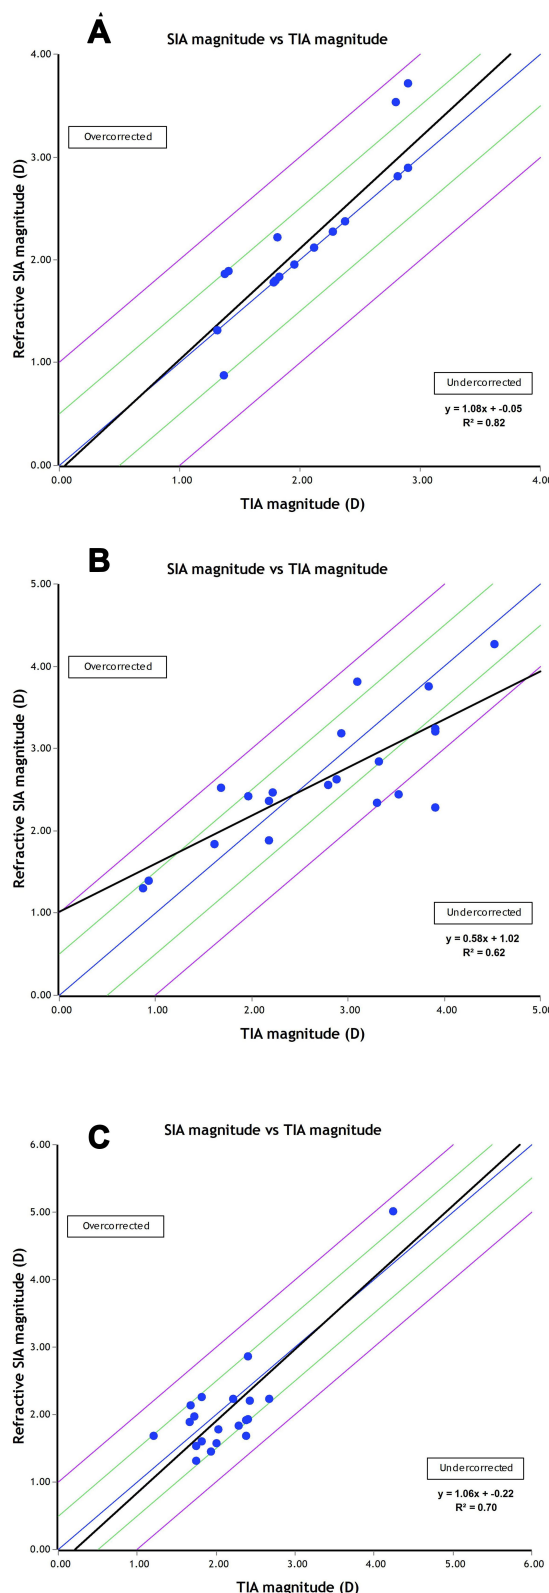 A
SIA magnitude vs TIA magnitude
4.00
Overcorrected
3.00
Refractive SIA magnitude (D)
2.00
1.00
Undercorrected
y = 1.08x + -0.05
R² = 0.82
0.00
0.00 1.00 2.00 3.00 4.0
TIA magnitude (D)
B
SIA magnitude vs TIA magnitude
5.00
Overcorrected
4.00
Refractive SIA magnitude (D)
3.00
2.00
1.00
Undercorrected
y = 0.58x + 1.02
R² = 0.62
0.00
0.00 1.00 2.00 3.00 4.00 5.00
TIA magnitude (D)
C
SIA magnitude vs TIA magnitude
6.00
Overcorrected
5.00
4.00
Refractive SIA magnitude (D)
3.00
2.00
1.00
Undercorrected
y = 1.06x + -0.22
R² = 0.70
0.00
0.00 1.00 2.00 3.00 4.00 5.00 6.00
TIA magnitude (D)